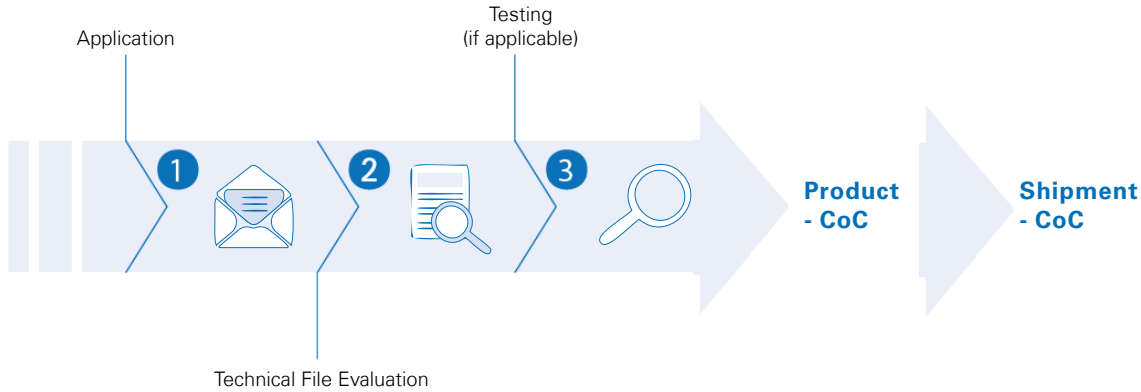 Testing
(if applicable)
Application
1
2
3
Product
- CoC
Shipment
- CoC
Technical File Evaluation